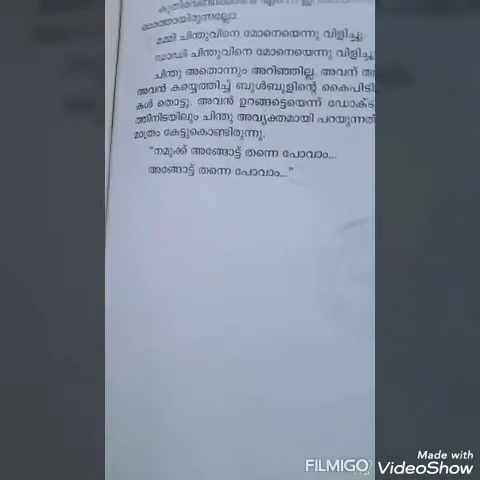 മമ്മി ചിന്തുവിനെ മോനെയെന്നു വിളിച്ചു
ഡാഡി ചിന്തുവിനെ മോനെയെന്നു വിളിച്ചു
ചിന്തു അതൊന്നും അറിഞ്ഞില്ല. അവന്
അവൻ കയ്യെത്തിച്ച് ബുൾബുളിന്റെ കൈപിടി
കൾ തൊട്ടു. അവൻ ഉറങ്ങട്ടെയെന്ന് ഡോക്ട
ത്തിനിടയിലും ചിന്തു അവ്യക്തമായി പറയുന്നത്
മാത്രം കേട്ടുകൊണ്ടിരുന്നു.
"നമുക്ക് അങ്ങോട്ട് തന്നെ പോവാം...
അങ്ങോട്ട് തന്നെ പോവാം..."
Made with
FILMIGO
VideoShow